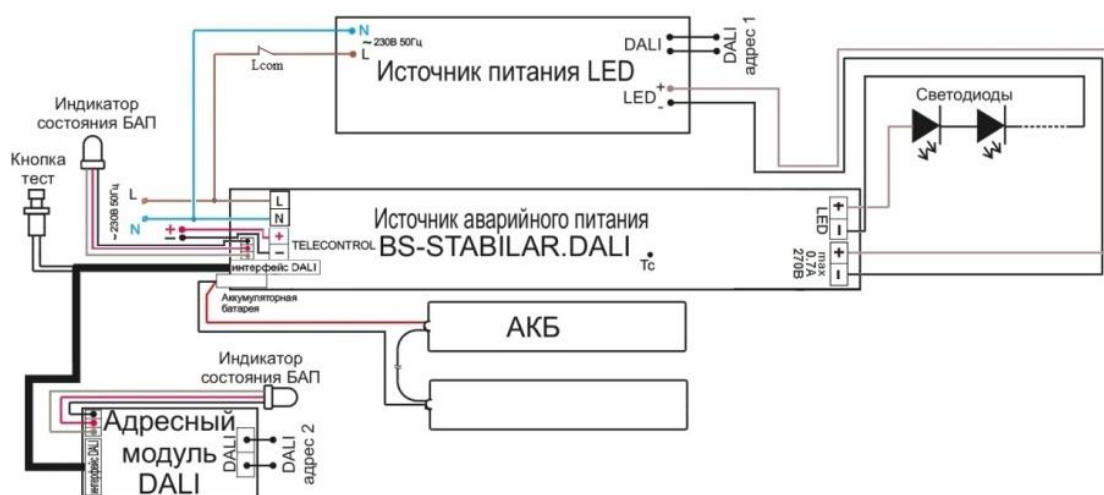 N
~ 230В 50Гц
L
Lcom
Источник питания LED
DALI
DALI
адрес 1
LED
+
-
Индикатор
состояния БАП
Кнопка
тест
L
N
~ 230В 50Гц
+
−
L
N
+
−
TELECONTROL
интерфейс DALI
Аккумуляторная
батарея
Источник аварийного питания
BS-STABILAR.DALI
Tc
LED
+
−
max
0,7A
270В
+
−
Светодиоды
АКБ
Индикатор
состояния БАП
Адресный
модуль
DALI
интерфейс DALI
DALI
DALI
адрес 2